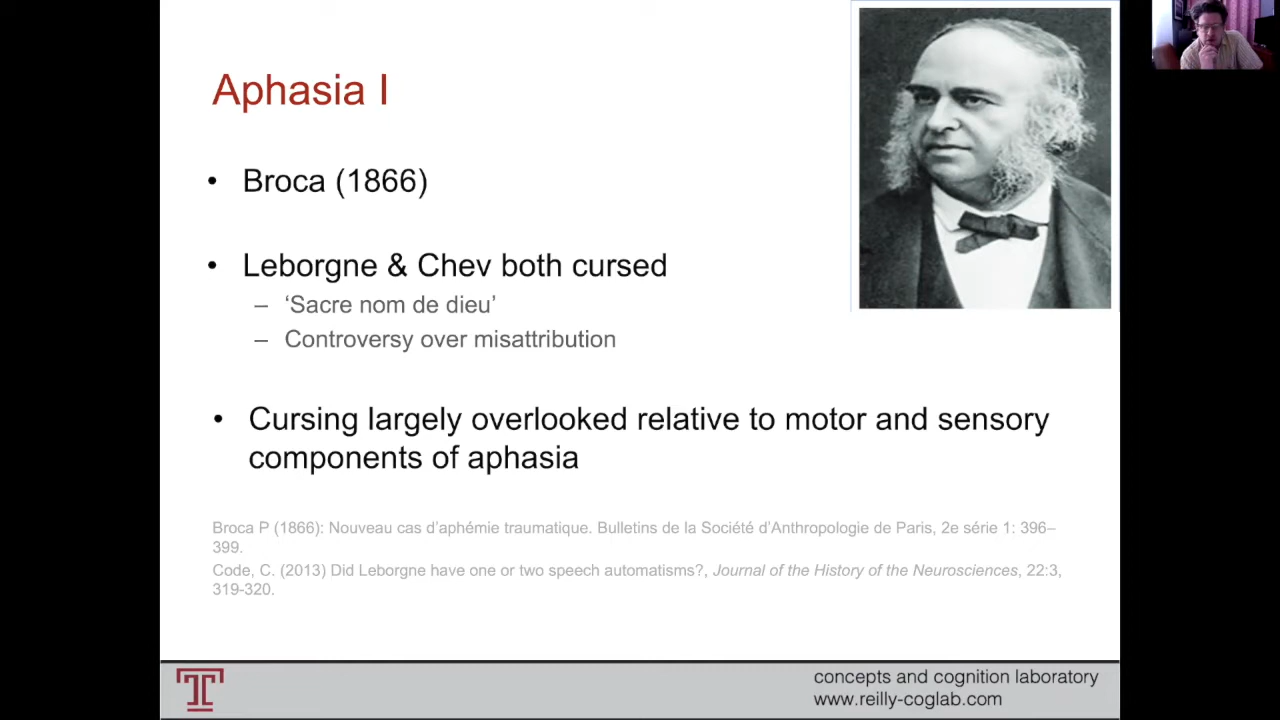 Aphasia I
• Broca (1866)
• Leborgne & Chev both cursed
– ‘Sacre nom de dieu’
– Controversy over misattribution
• Cursing largely overlooked relative to motor and sensory
components of aphasia
Broca P (1866): Nouveau cas d’aphémie traumatique. Bulletins de la Société d’Anthropologie de Paris, 2e série 1: 396–
399.
Code, C. (2013) Did Leborgne have one or two speech automatisms?, Journal of the History of the Neurosciences, 22:3,
319-320.
T
concepts and cognition laboratory
www.reilly-coglab.com